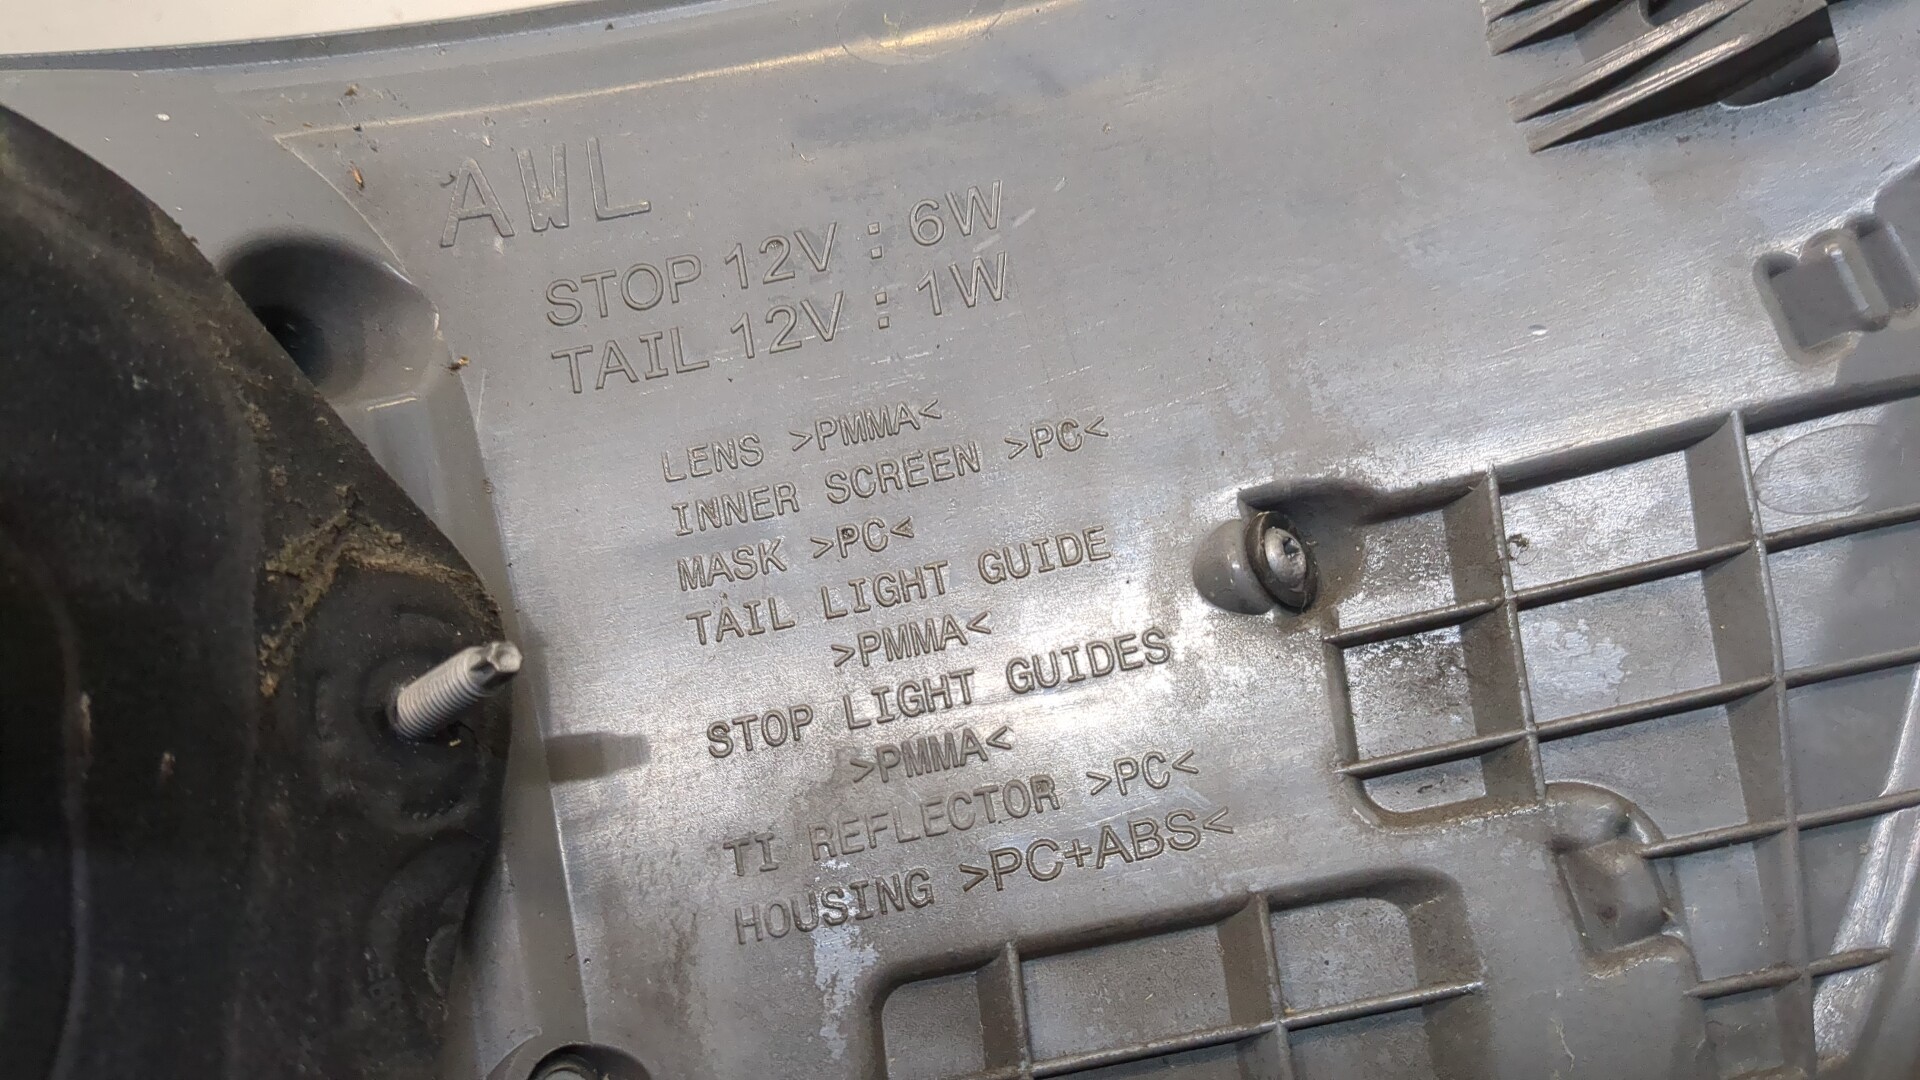 AWL
STOP 12V : 6W
TAIL 12V : 1W
LENS >PMMA<
INNER SCREEN >PC<
MASK >PC<
TAIL LIGHT GUIDE
>PMMA<
STOP LIGHT GUIDES
>PMMA<
TI REFLECTOR >PC<
HOUSING >PC+ABS<